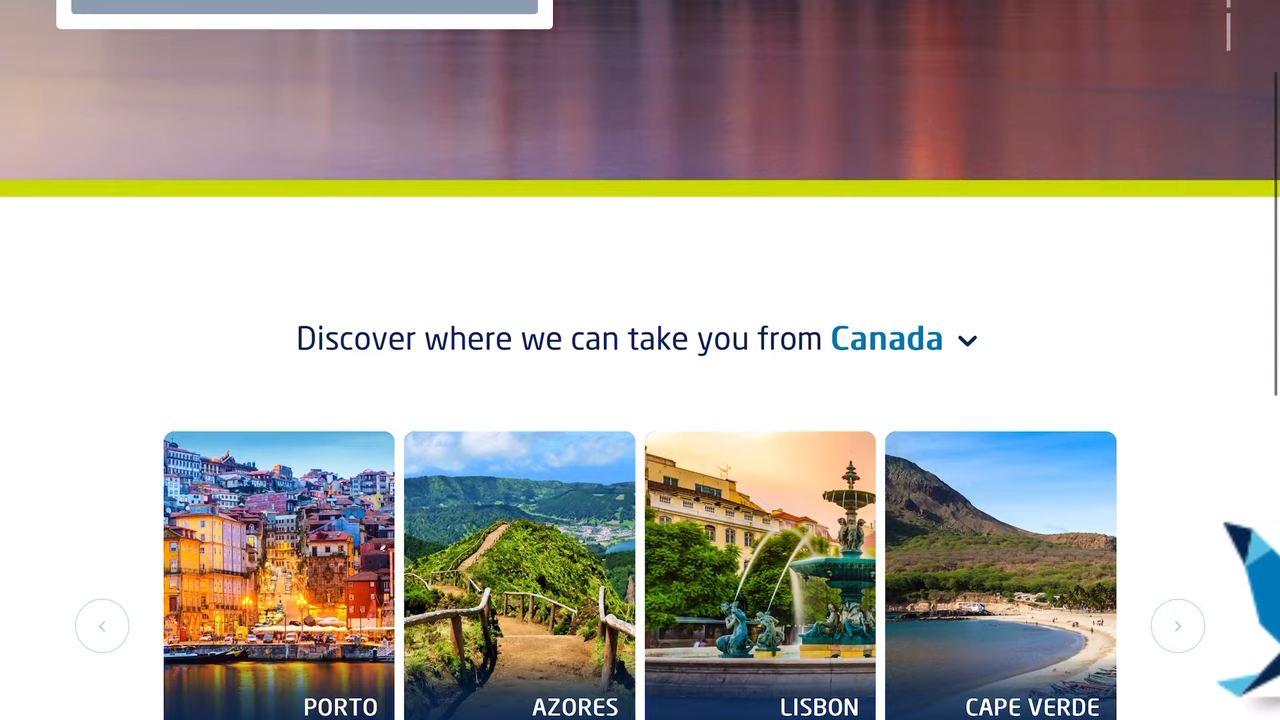 Discover where we can take you from Canada
PORTO
AZORES
LISBON
CAPE VERDE